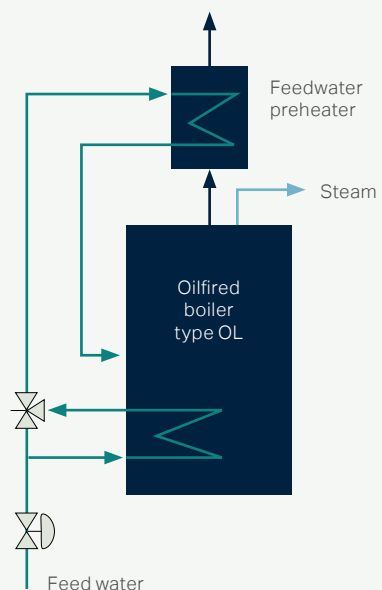 Feedwater
preheater
Steam
Oilfired
boiler
type OL
Feed water